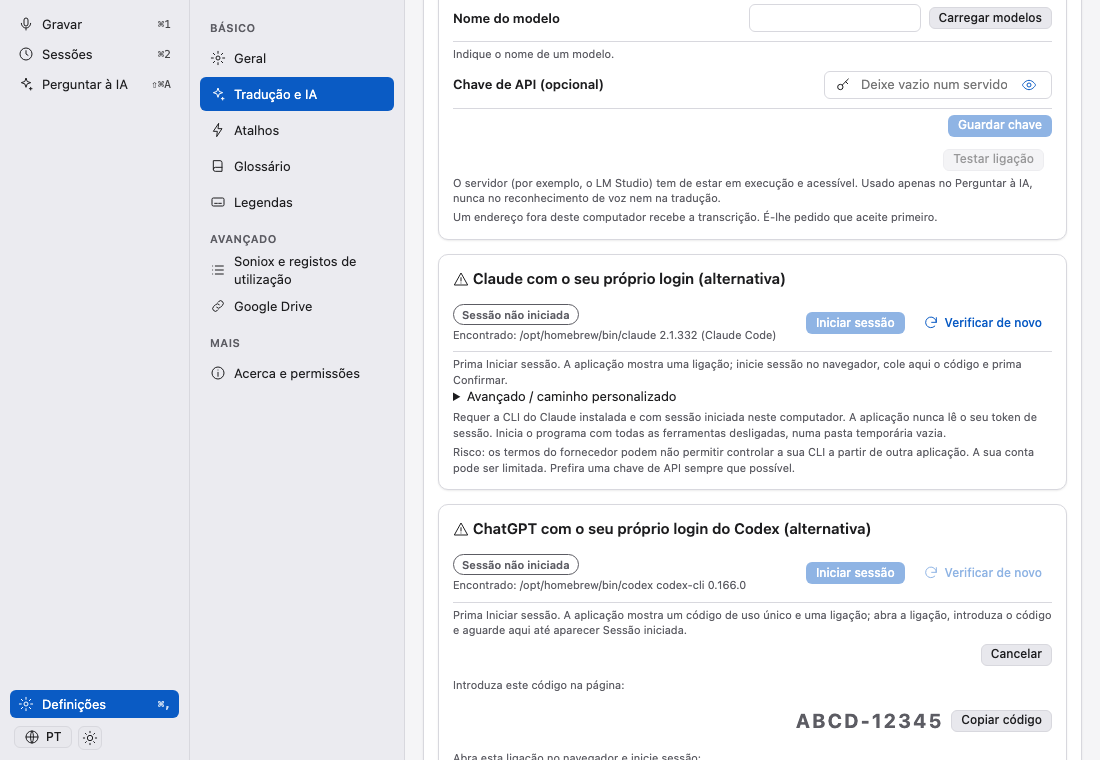 Gravar ⌘1
Sessões ⌘2
Perguntar à IA ⇧⌘A
Definições ⌘,
PT
BÁSICO
Geral
Tradução e IA
Atalhos
Glossário
Legendas
AVANÇADO
Soniox e registos de
utilização
Google Drive
MAIS
Acerca e permissões
Nome do modelo
Carregar modelos
Indique o nome de um modelo.
Chave de API (opcional)
Deixe vazio num servido
Guardar chave
Testar ligação
O servidor (por exemplo, o LM Studio) tem de estar em execução e acessível. Usado apenas no Perguntar à IA,
nunca no reconhecimento de voz nem na tradução.
Um endereço fora deste computador recebe a transcrição. É-lhe pedido que aceite primeiro.
Claude com o seu próprio login (alternativa)
Sessão não iniciada
Encontrado: /opt/homebrew/bin/claude 2.1.332 (Claude Code)
Iniciar sessão
Verificar de novo
Prima Iniciar sessão. A aplicação mostra uma ligação; inicie sessão no navegador, cole aqui o código e prima
Confirmar.
Avançado / caminho personalizado
Requer a CLI do Claude instalada e com sessão iniciada neste computador. A aplicação nunca lê o seu token de
sessão. Inicia o programa com todas as ferramentas desligadas, numa pasta temporária vazia.
Risco: os termos do fornecedor podem não permitir controlar a sua CLI a partir de outra aplicação. A sua conta
pode ser limitada. Prefira uma chave de API sempre que possível.
ChatGPT com o seu próprio login do Codex (alternativa)
Sessão não iniciada
Encontrado: /opt/homebrew/bin/codex codex-cli 0.166.0
Iniciar sessão
Verificar de novo
Prima Iniciar sessão. A aplicação mostra um código de uso único e uma ligação; abra a ligação, introduza o código
e aguarde aqui até aparecer Sessão iniciada.
Cancelar
Introduza este código na página:
ABCD-12345
Copiar código
Abra esta ligação no navegador e inicie sessão: